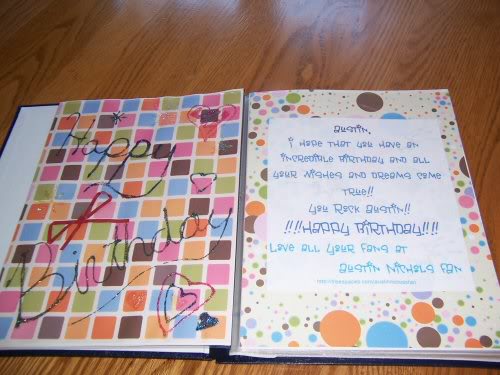 Happy
Birthday
Austin,
I hope that you have an
incredible birthday and all
your wishes and dreams come
true!!
You Rock Austin!!
!!!!Happy Birthday!!!!
Love all your fans at
Austin Nichols Fan